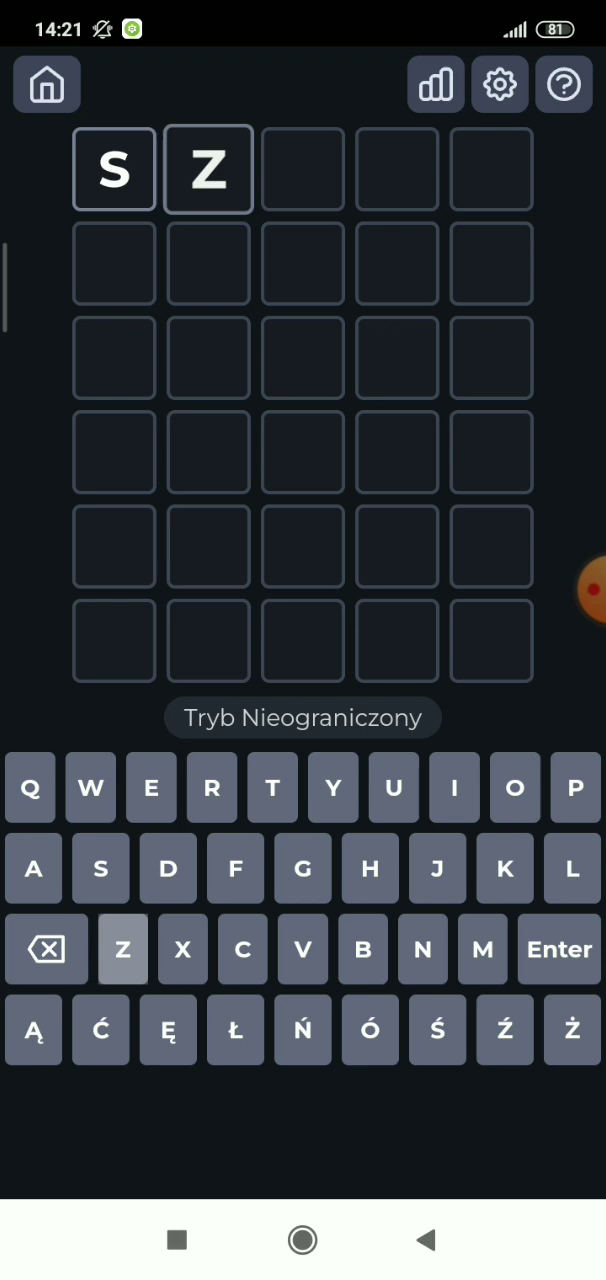 14:21 81
S Z
Tryb Nieograniczony
Q W E R T Y U I O P
A S D F G H J K L
Z X C V B N M Enter
Ą Ć Ę Ł Ń Ó Ś Ź Ż